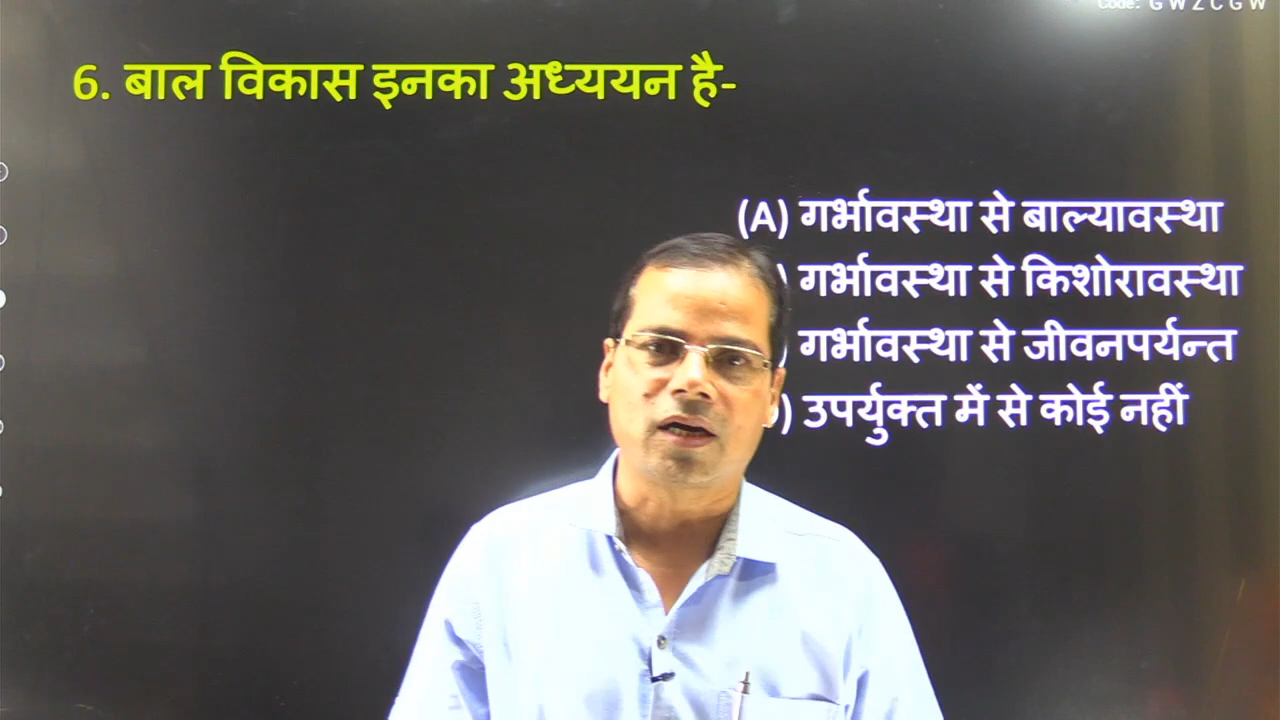 Code: G W Z C G W
6. बाल विकास इनका अध्ययन है-
(A) गर्भावस्था से बाल्यावस्था
) गर्भावस्था से किशोरावस्था
) गर्भावस्था से जीवनपर्यन्त
) उपर्युक्त में से कोई नहीं